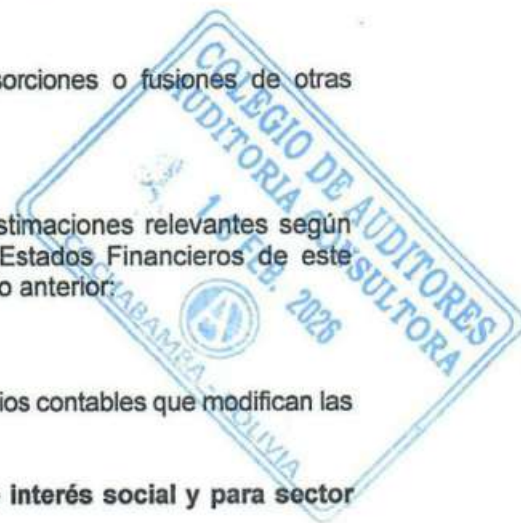 sorciones o fusiones de otras
stimaciones relevantes según
Estados Financieros de este
o anterior:
ios contables que modifican las
interés social y para sector
COLEGIO DE AUDITORES
AUDITORIA CONSULTORA
FEB. 2026
COCHABAMBA - BOLIVIA